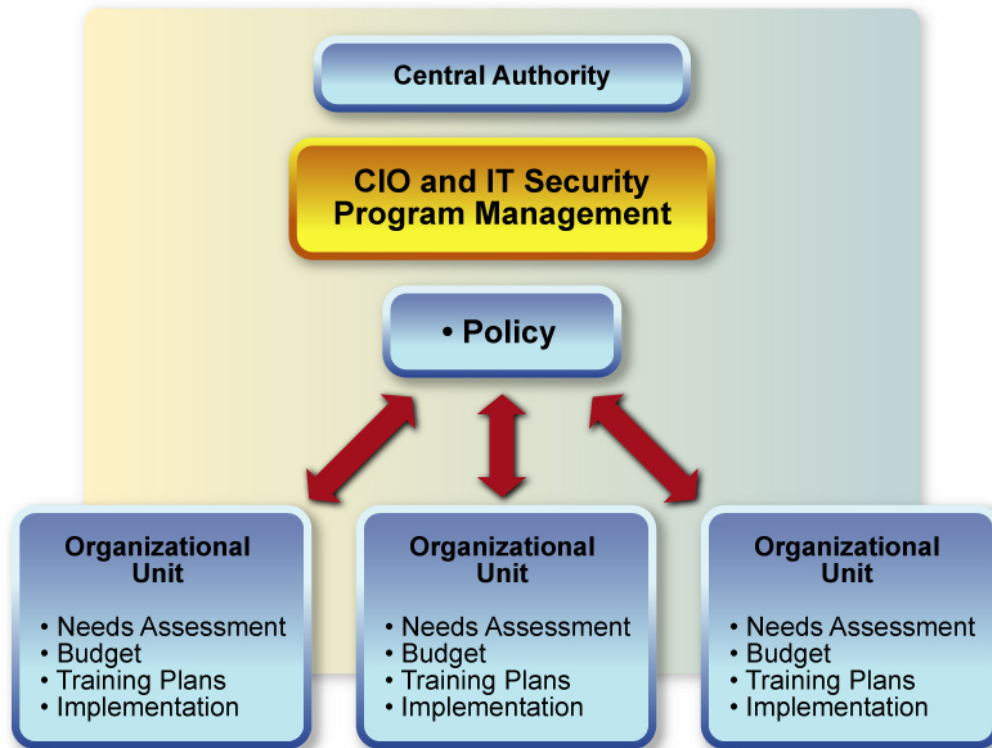 Central Authority
CIO and IT Security
Program Management
• Policy
Organizational
Unit
• Needs Assessment
• Budget
• Training Plans
• Implementation
Organizational
Unit
• Needs Assessment
• Budget
• Training Plans
• Implementation
Organizational
Unit
• Needs Assessment
• Budget
• Training Plans
• Implementation